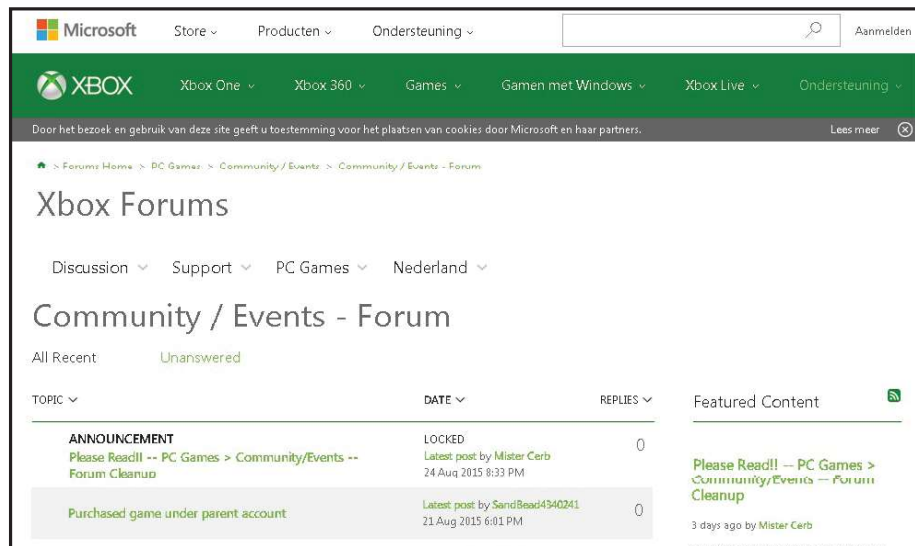 Microsoft Store Producten Ondersteuning Aanmelden
XBOX Xbox One Xbox 360 Games Gamen met Windows Xbox Live Ondersteuning
Door het bezoek en gebruik van deze site geeft u toestemming voor het plaatsen van cookies door Microsoft en haar partners. Lees meer
> Forums Home > PC Games > Community / Events > Community / Events - Forum
Xbox Forums
Discussion Support PC Games Nederland
Community / Events - Forum
All Recent Unanswered
TOPIC DATE REPLIES
ANNOUNCEMENT
Please Read!! -- PC Games > Community/Events --
Forum Cleanup
LOCKED
Latest post by Mister Cerb
24 Aug 2015 8:33 PM
0
Purchased game under parent account
Latest post by SandBead4340241
21 Aug 2015 6:01 PM
0
Featured Content
Please Read!! -- PC Games >
Community/Events -- Forum
Cleanup
3 days ago by Mister Cerb